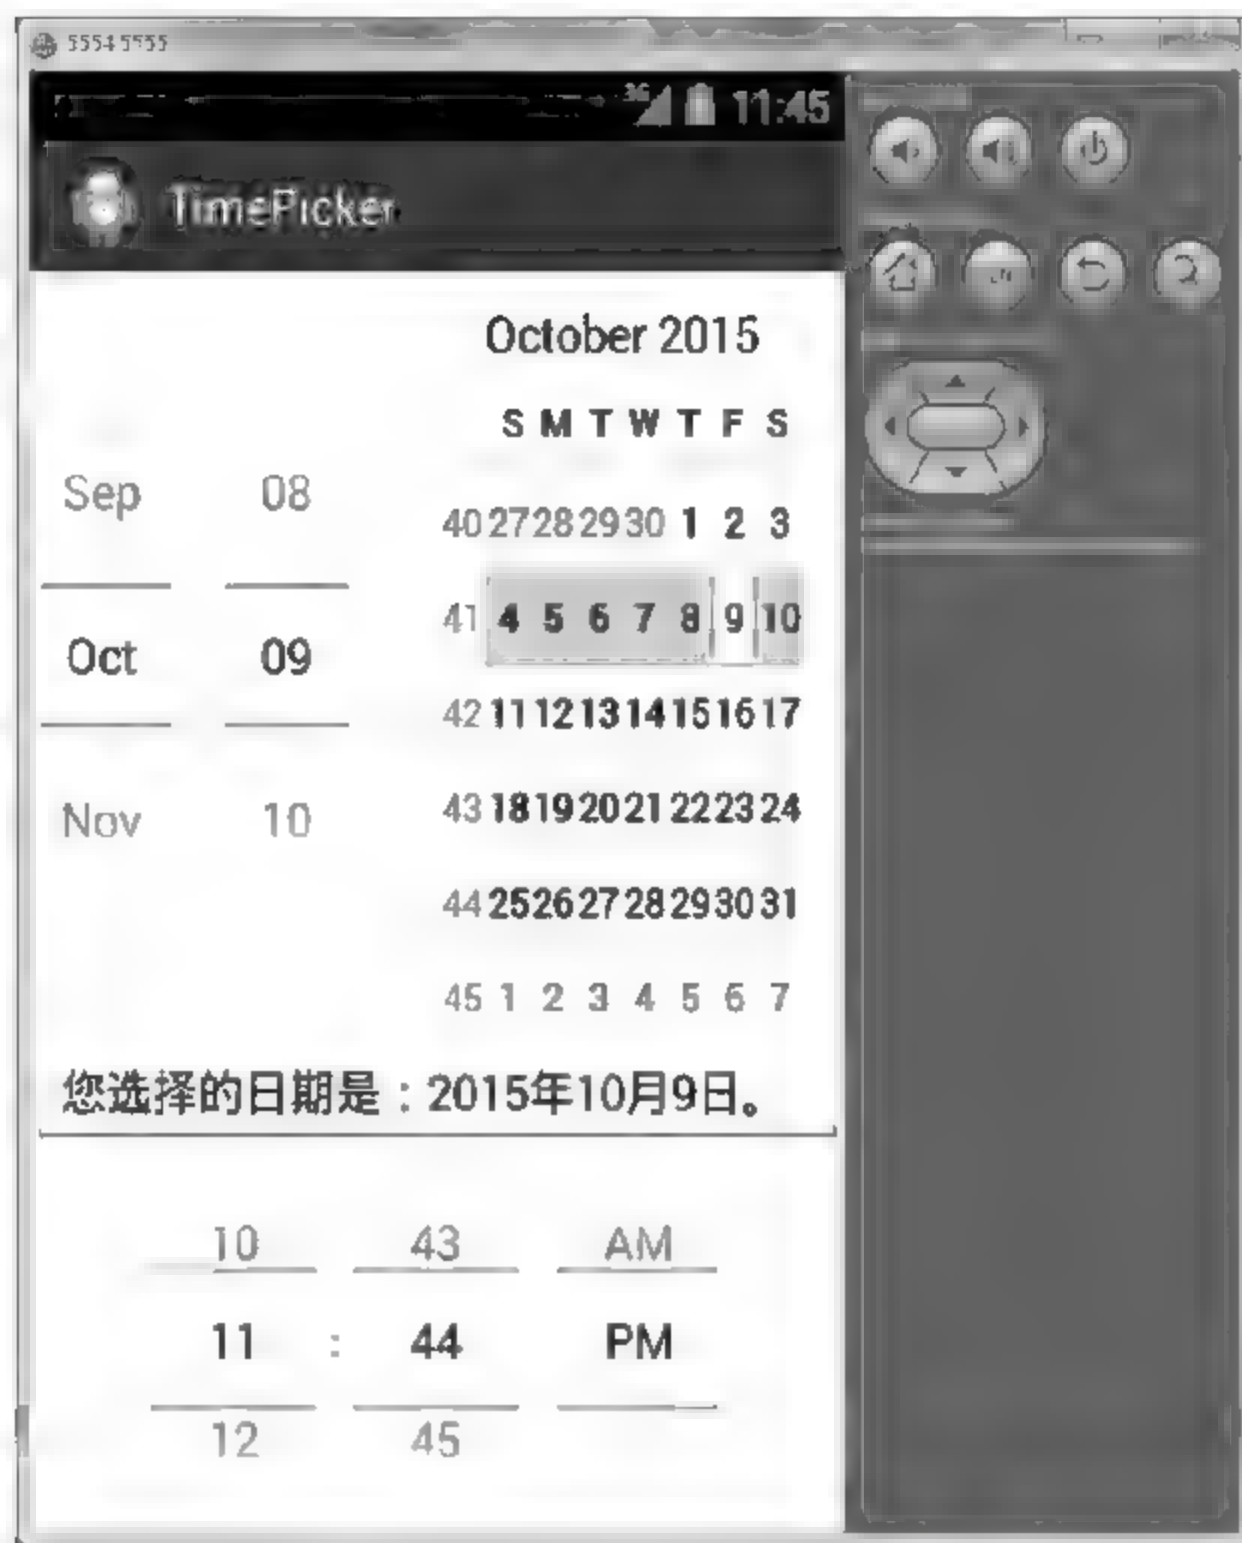 5554:5555
3G 11:45
TimePicker
October 2015
S M T W T F S
Sep 08
40 27 28 29 30 1 2 3
Oct 09
41 4 5 6 7 8 9 10
42 11 12 13 14 15 16 17
Nov 10
43 18 19 20 21 22 23 24
44 25 26 27 28 29 30 31
45 1 2 3 4 5 6 7
您选择的日期是：2015年10月9日。
10 43 AM
11 : 44 PM
12 45